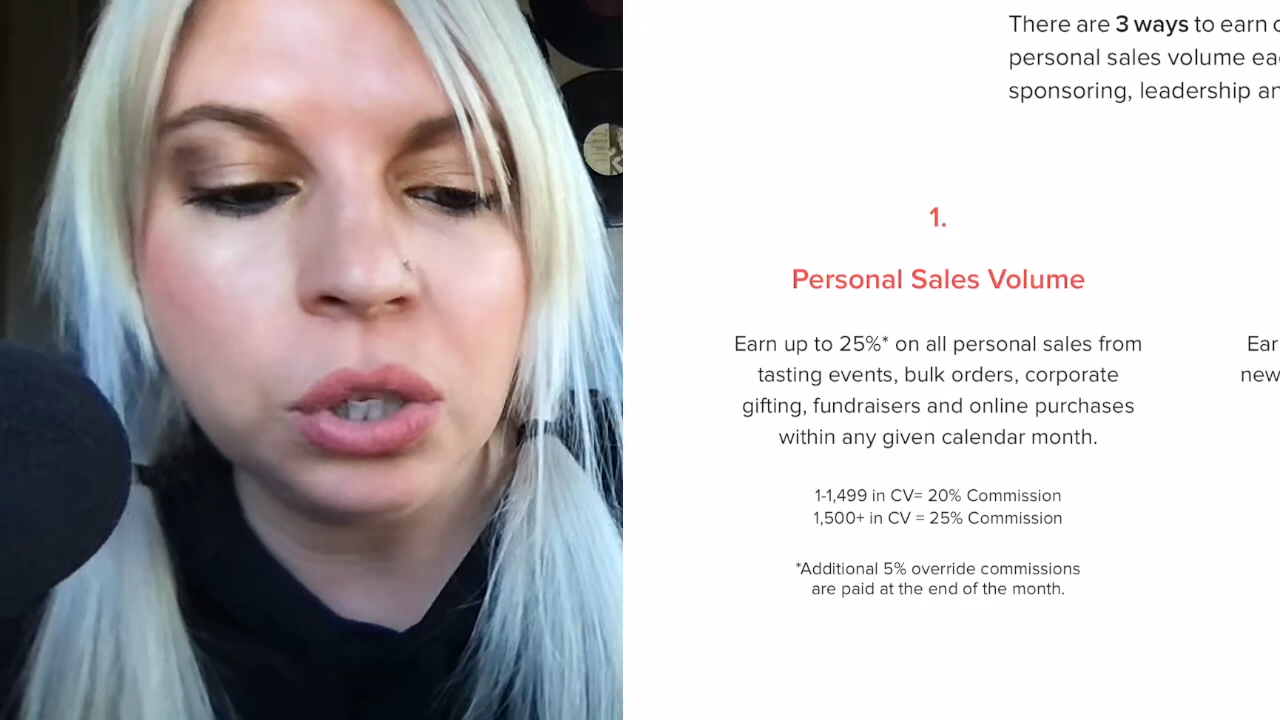 There are 3 ways to earn
personal sales volume
sponsoring, leadership
1.
Personal Sales Volume
Earn up to 25%* on all personal sales from
tasting events, bulk orders, corporate
gifting, fundraisers and online purchases
within any given calendar month.
1-1,499 in CV= 20% Commission
1,500+ in CV = 25% Commission
*Additional 5% override commissions
are paid at the end of the month.
new